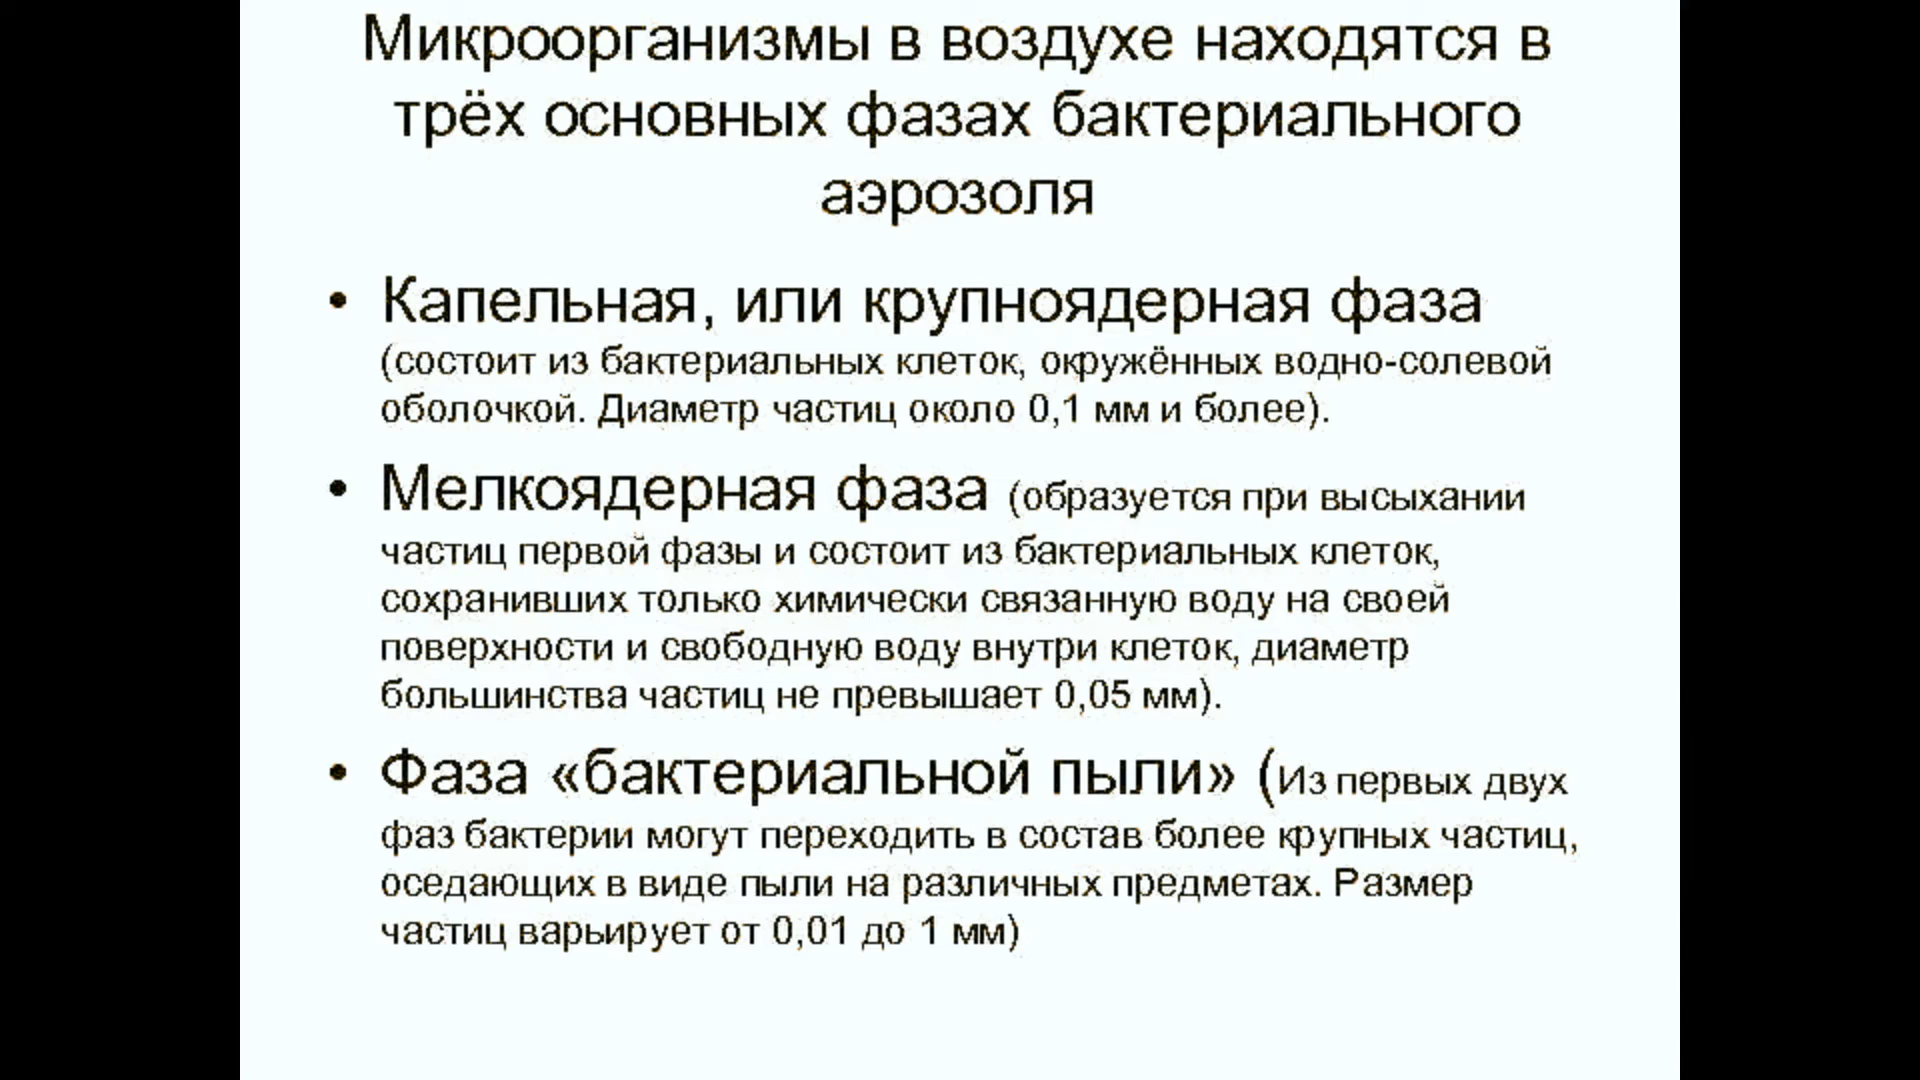 Микроорганизмы в воздухе находятся в
трёх основных фазах бактериального
аэрозоля
• Капельная, или крупноядерная фаза
(состоит из бактериальных клеток, окружённых водно-солевой
оболочкой. Диаметр частиц около 0,1 мм и более).
• Мелкоядерная фаза (образуется при высыхании
частиц первой фазы и состоит из бактериальных клеток,
сохранивших только химически связанную воду на своей
поверхности и свободную воду внутри клеток, диаметр
большинства частиц не превышает 0,05 мм).
• Фаза «бактериальной пыли» (Из первых двух
фаз бактерии могут переходить в состав более крупных частиц,
оседающих в виде пыли на различных предметах. Размер
частиц варьирует от 0,01 до 1 мм)